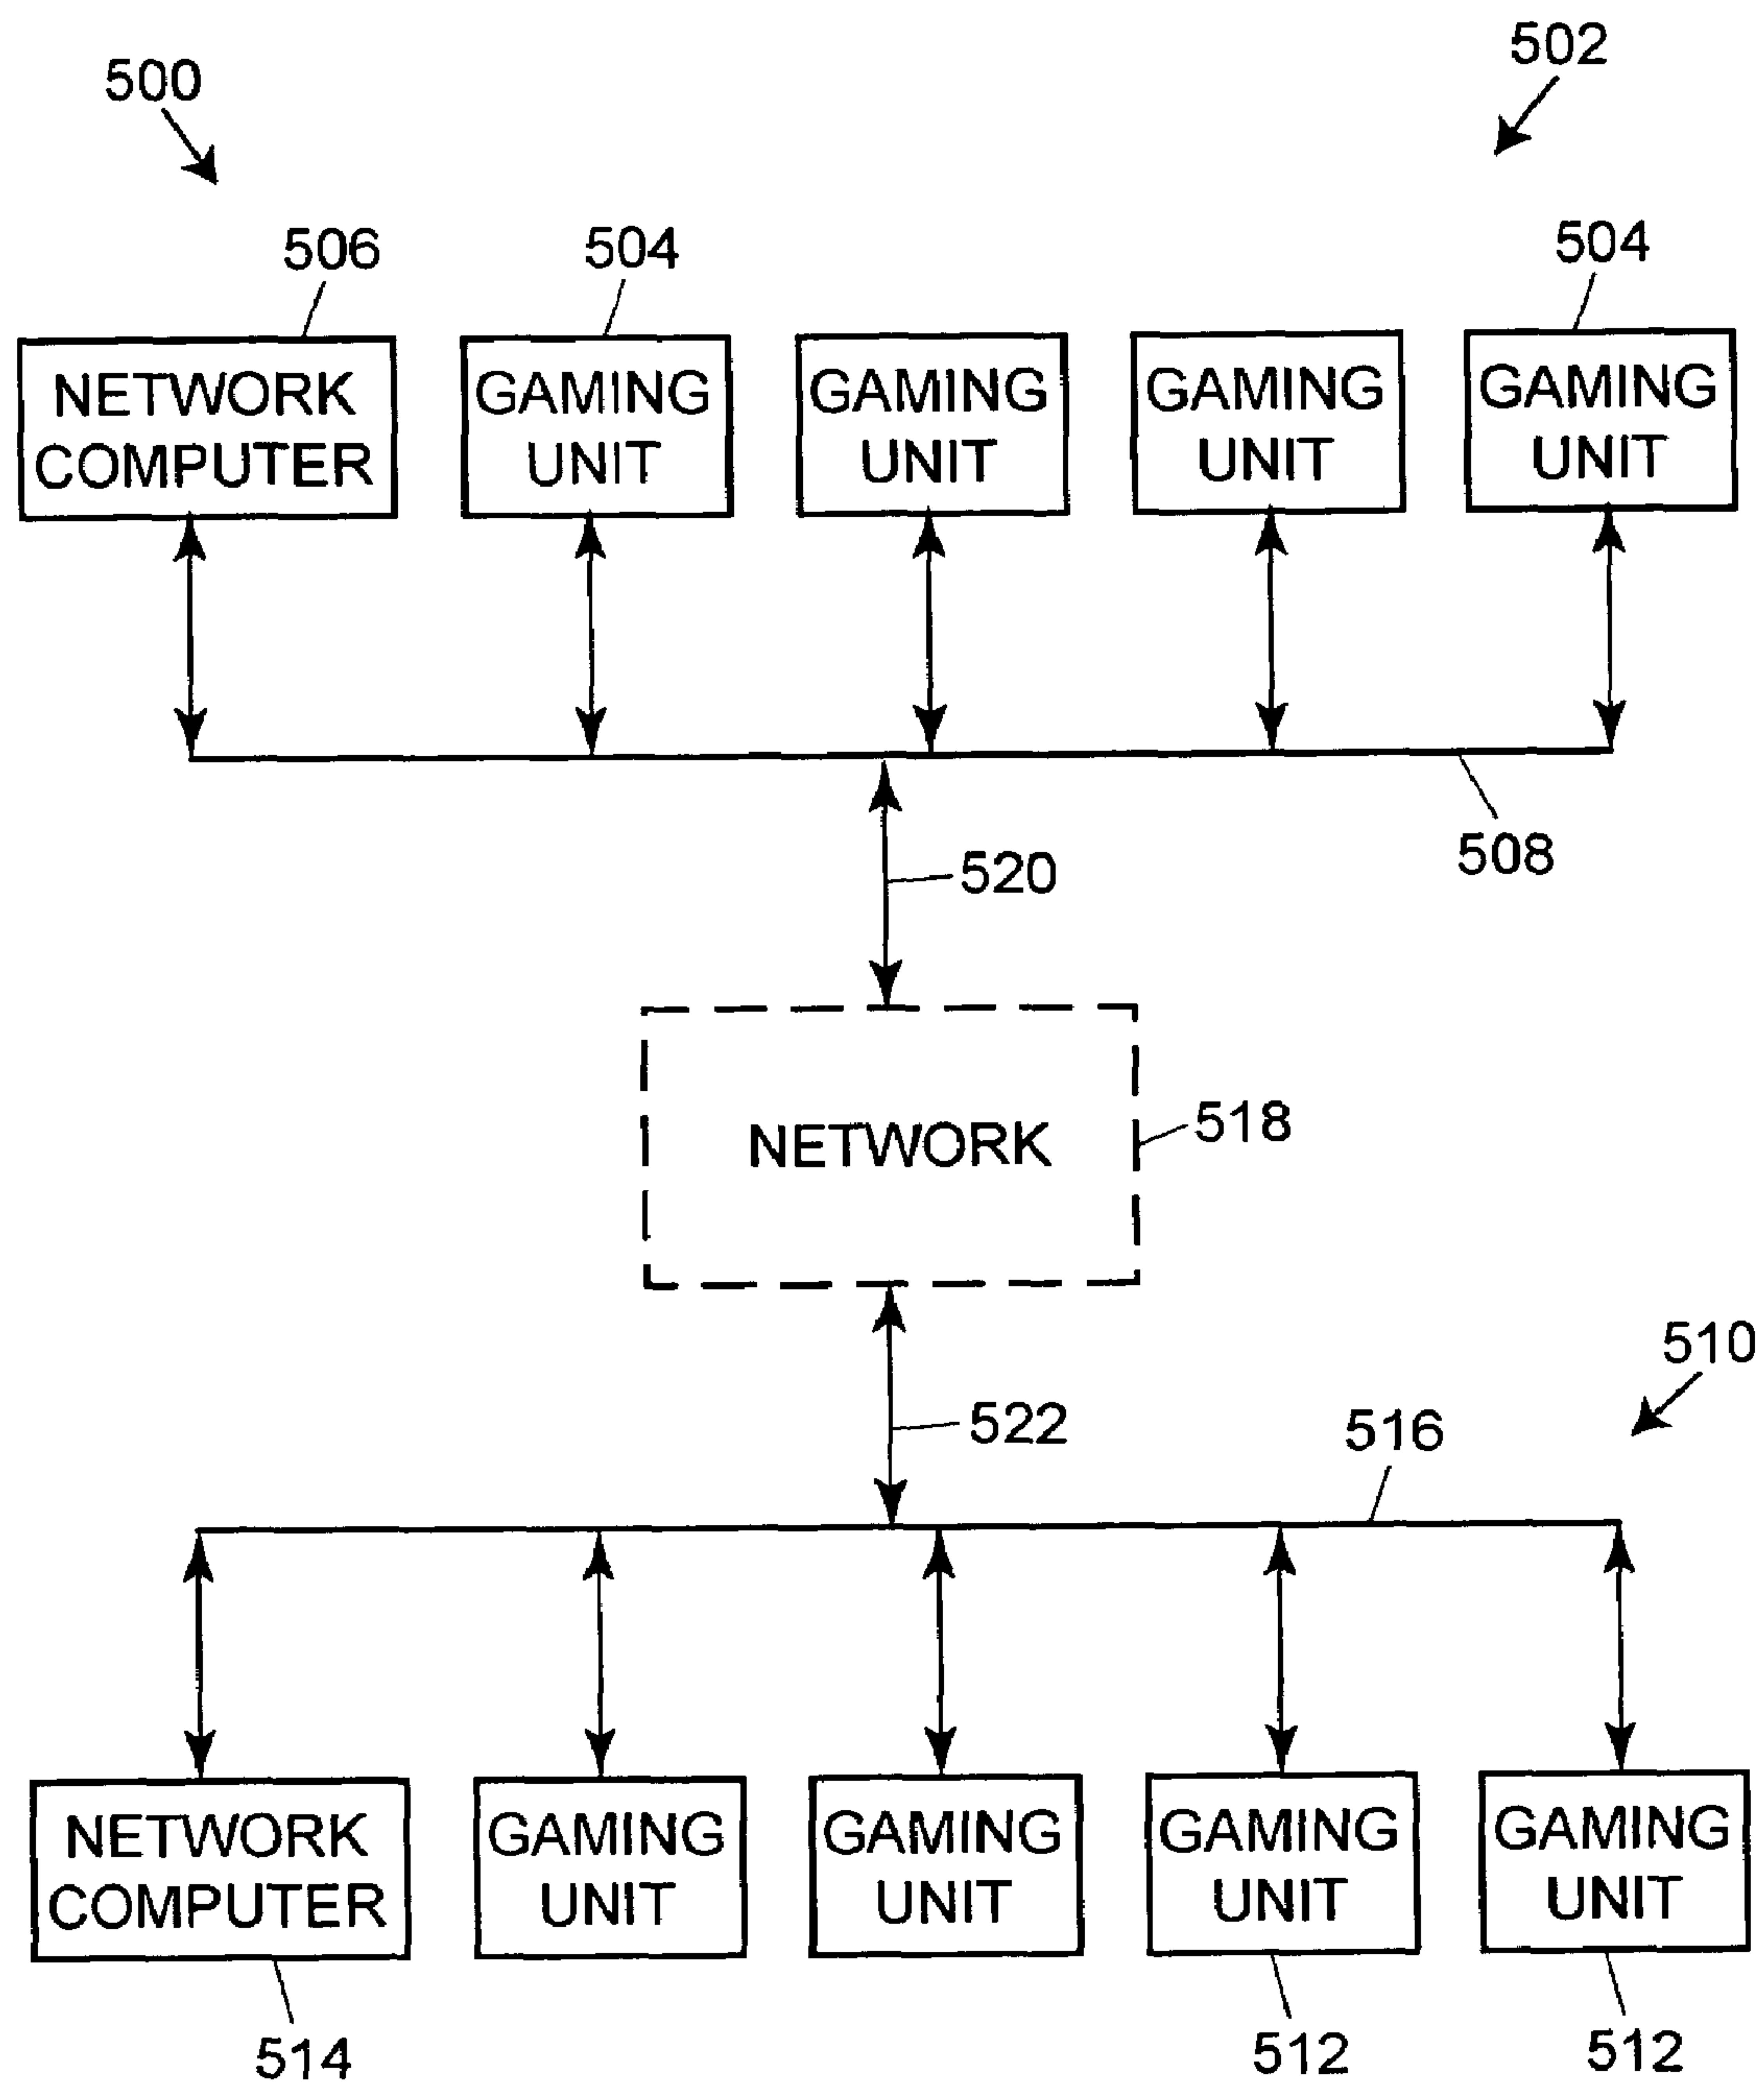 500
502
506
504
504
NETWORK
COMPUTER
GAMING
UNIT
GAMING
UNIT
GAMING
UNIT
GAMING
UNIT
508
520
NETWORK
518
510
522
516
NETWORK
COMPUTER
GAMING
UNIT
GAMING
UNIT
GAMING
UNIT
GAMING
UNIT
514
512
512